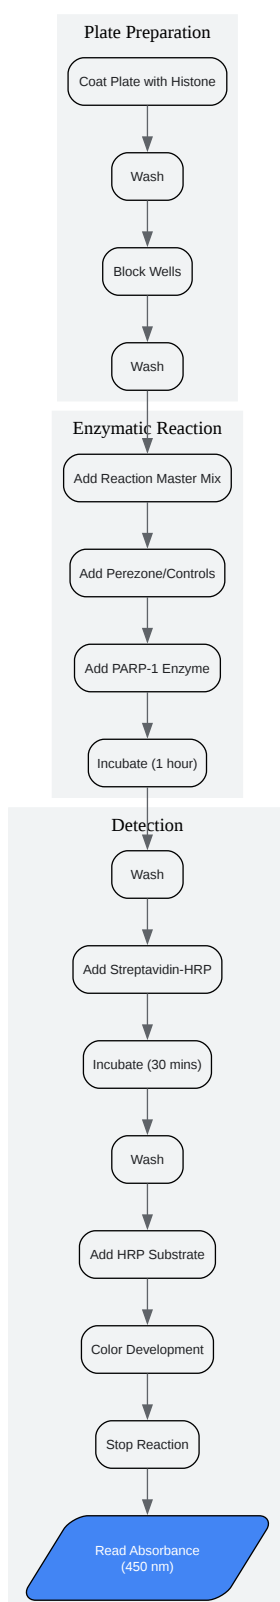 Plate Preparation
Coat Plate with Histone
Wash
Block Wells
Wash
Enzymatic Reaction
Add Reaction Master Mix
Add Perezone/Controls
Add PARP-1 Enzyme
Incubate (1 hour)
Detection
Wash
Add Streptavidin-HRP
Incubate (30 mins)
Wash
Add HRP Substrate
Color Development
Stop Reaction
Read Absorbance
(450 nm)